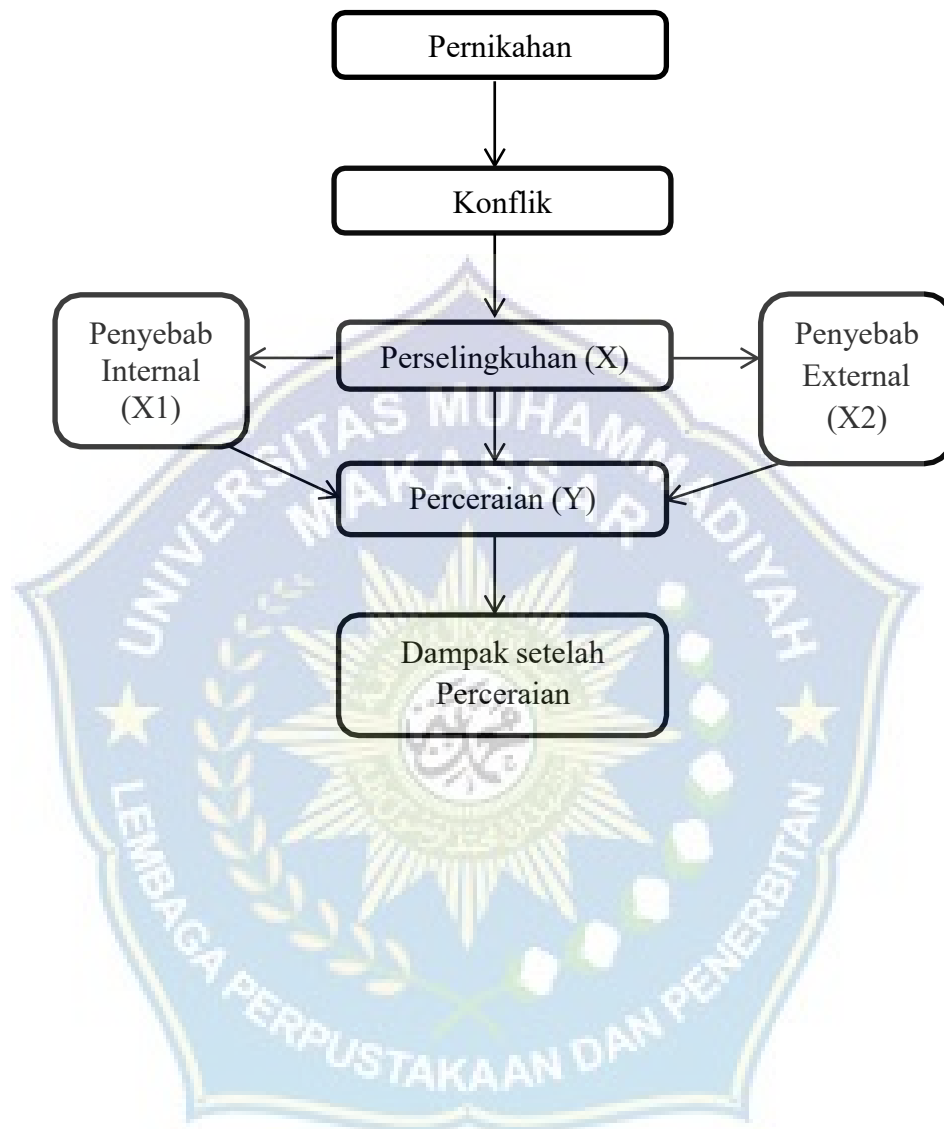 Pernikahan
Konflik
Penyebab
Internal
(X1)
Perselingkuhan (X)
Penyebab
External
(X2)
Perceraian (Y)
Dampak setelah
Perceraian
UNIVERSITAS MUHAMMADIYAH
MAKASSAR
LEMBAGA PERPUSTAKAAN DAN PENERBITAN